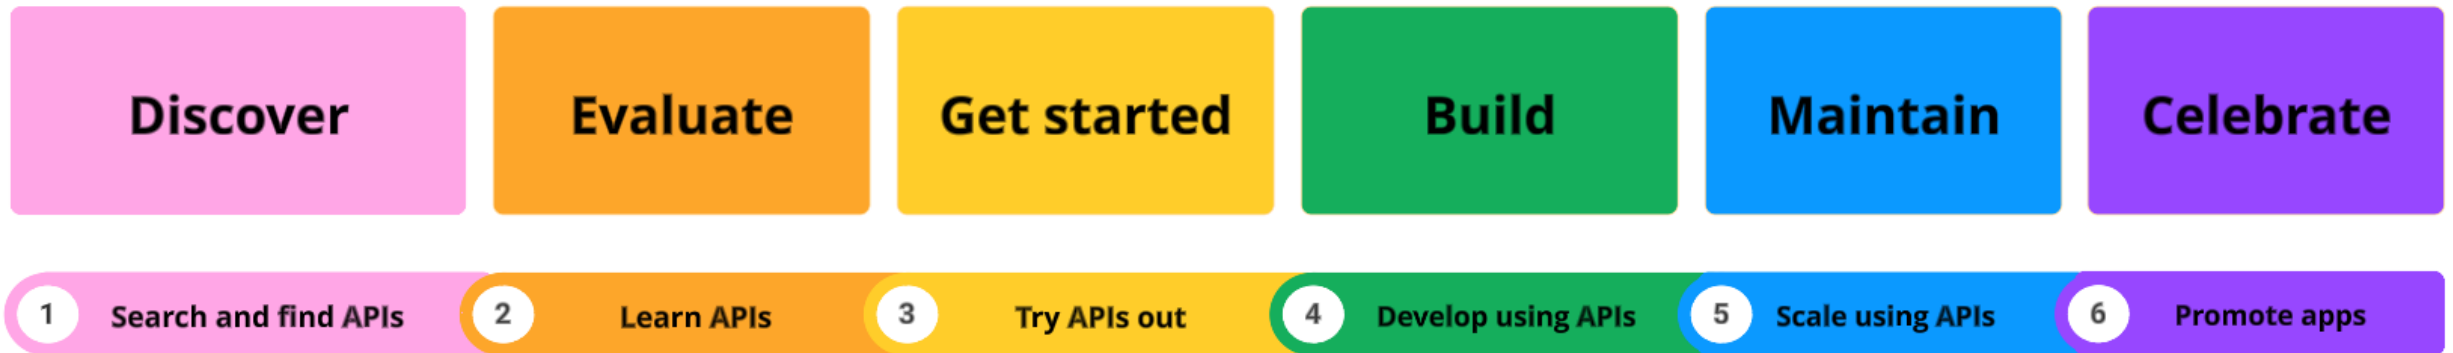 Discover
Evaluate
Get started
Build
Maintain
Celebrate
1 Search and find APIs
2 Learn APIs
3 Try APIs out
4 Develop using APIs
5 Scale using APIs
6 Promote apps